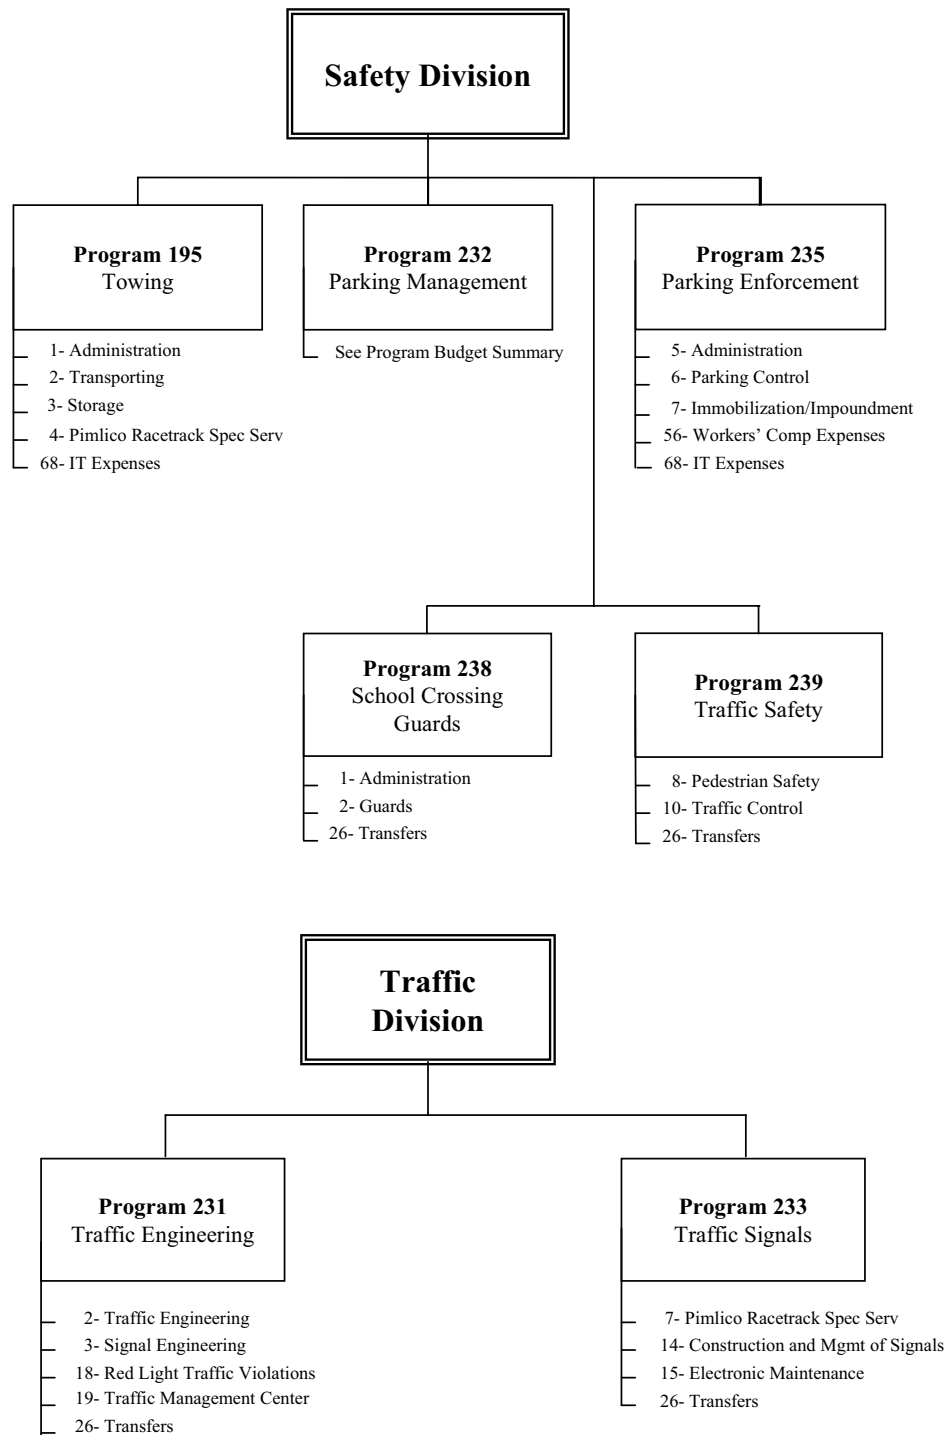 Safety Division
Program 195
Towing
1- Administration
2- Transporting
3- Storage
4- Pimlico Racetrack Spec Serv
68- IT Expenses
Program 232
Parking Management
See Program Budget Summary
Program 235
Parking Enforcement
5- Administration
6- Parking Control
7- Immobilization/Impoundment
56- Workers’ Comp Expenses
68- IT Expenses
Program 238
School Crossing
Guards
1- Administration
2- Guards
26- Transfers
Program 239
Traffic Safety
8- Pedestrian Safety
10- Traffic Control
26- Transfers
Traffic
Division
Program 231
Traffic Engineering
2- Traffic Engineering
3- Signal Engineering
18- Red Light Traffic Violations
19- Traffic Management Center
26- Transfers
Program 233
Traffic Signals
7- Pimlico Racetrack Spec Serv
14- Construction and Mgmt of Signals
15- Electronic Maintenance
26- Transfers